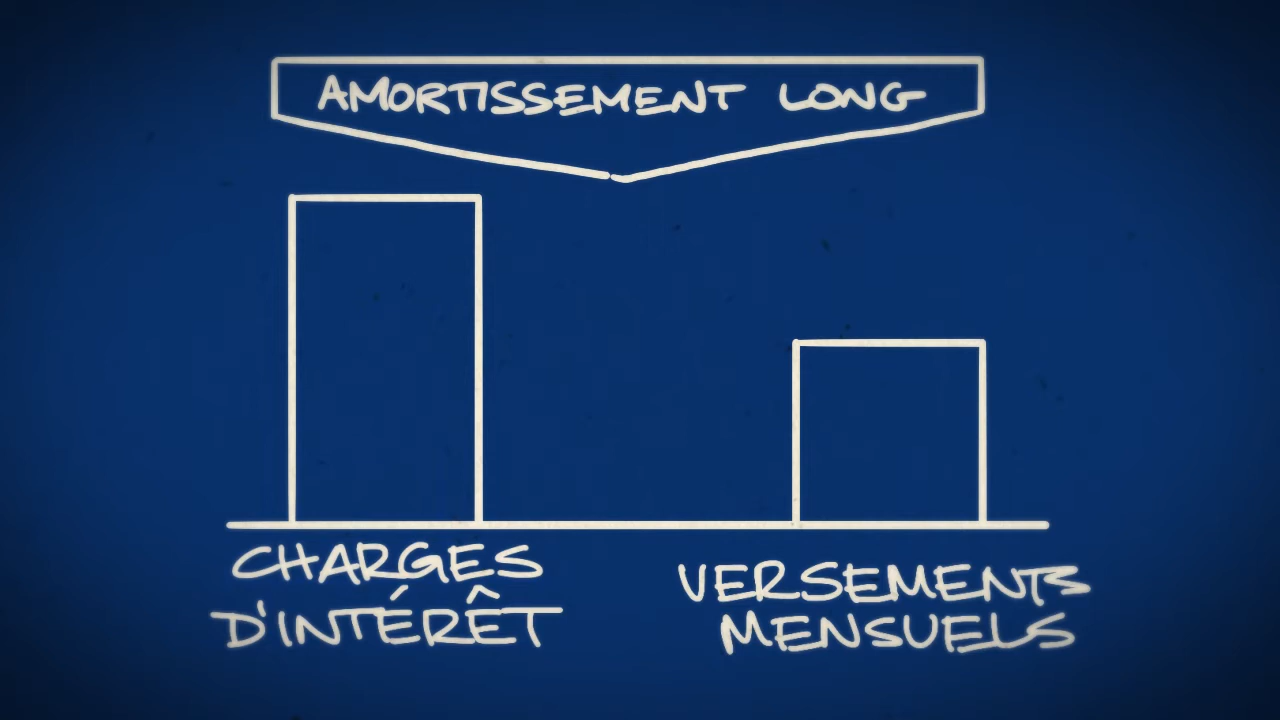 AMORTISSEMENT LONG
CHARGES
D'INTÉRÊT
VERSEMENTS
MENSUELS